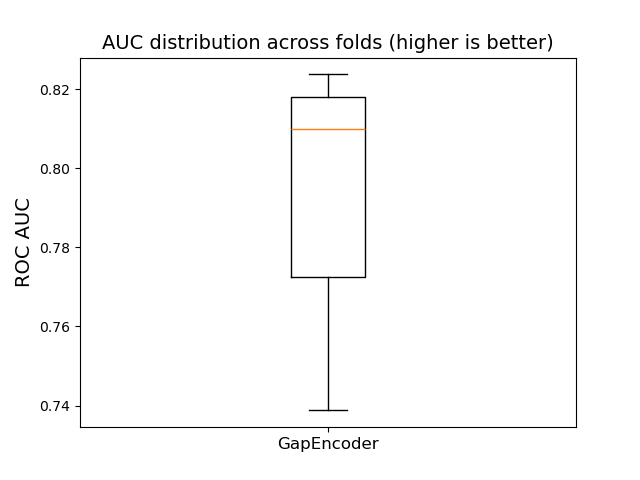 AUC distribution across folds (higher is better)
ROC AUC
0.82
0.80
0.78
0.76
0.74
GapEncoder